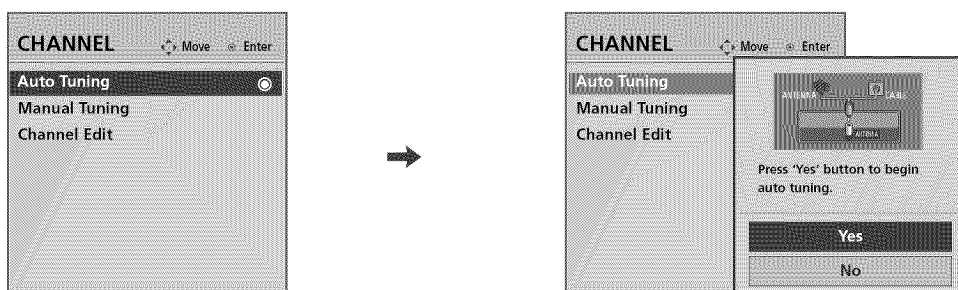 CHANNEL Move Enter
Auto Tuning
Manual Tuning
Channel Edit
CHANNEL Move Enter
Auto Tuning
Manual Tuning
Channel Edit
ANTENNA CABLE
ANTENNA
Press 'Yes' button to begin
auto tuning.
Yes
No